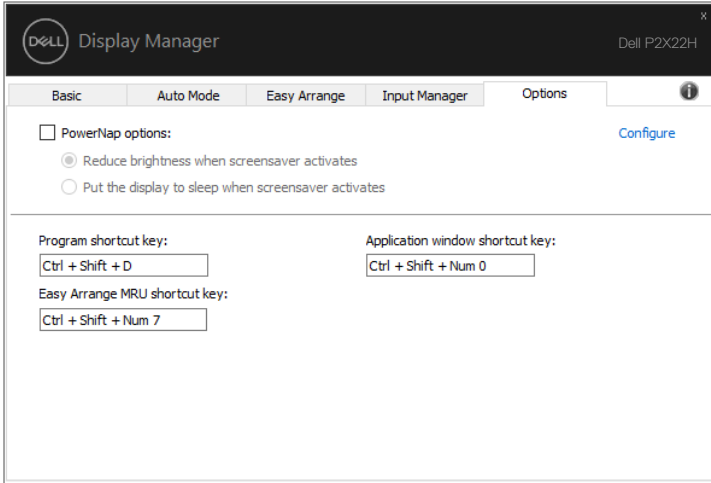 x
DELL Display Manager
Dell P2X22H
Basic Auto Mode Easy Arrange Input Manager Options i
PowerNap options: Configure
Reduce brightness when screensaver activates
Put the display to sleep when screensaver activates
Program shortcut key: Application window shortcut key:
Ctrl + Shift + D Ctrl + Shift + Num 0
Easy Arrange MRU shortcut key:
Ctrl + Shift + Num 7